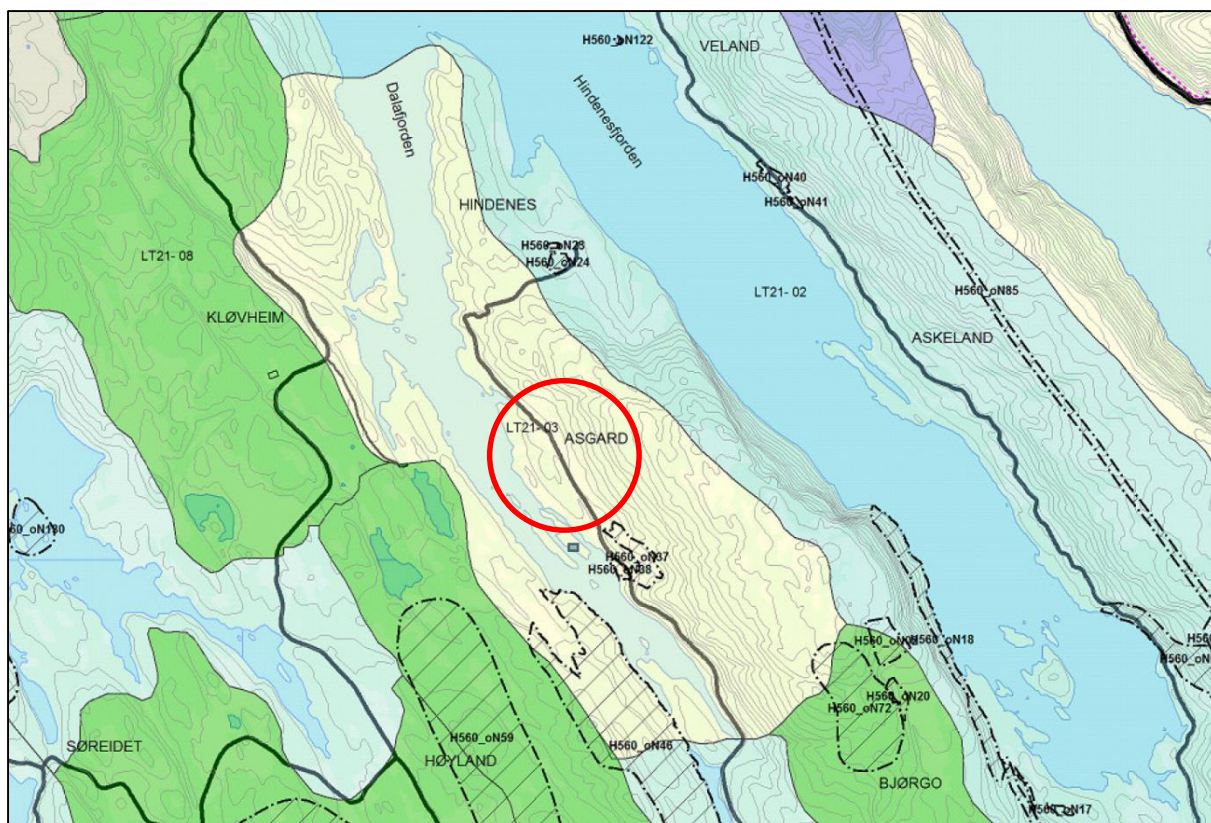 H560_oN122
VELAND
Dalafjorden
Hindenesfjorden
H560_oN40
H560_oN41
HINDENES
H560_oN23
H560_oN24
LT21- 08
LT21- 02
H560_oN85
KLØVHEIM
ASKELAND
LT21- 03
ASGARD
60_oN130
H560_oN37
H560_oN38
H560_oN18
H560_oN20
H560_oN72
H560_oN59
H560_oN46
SØREIDET
HØYLAND
BJØRGO
H560_oN17